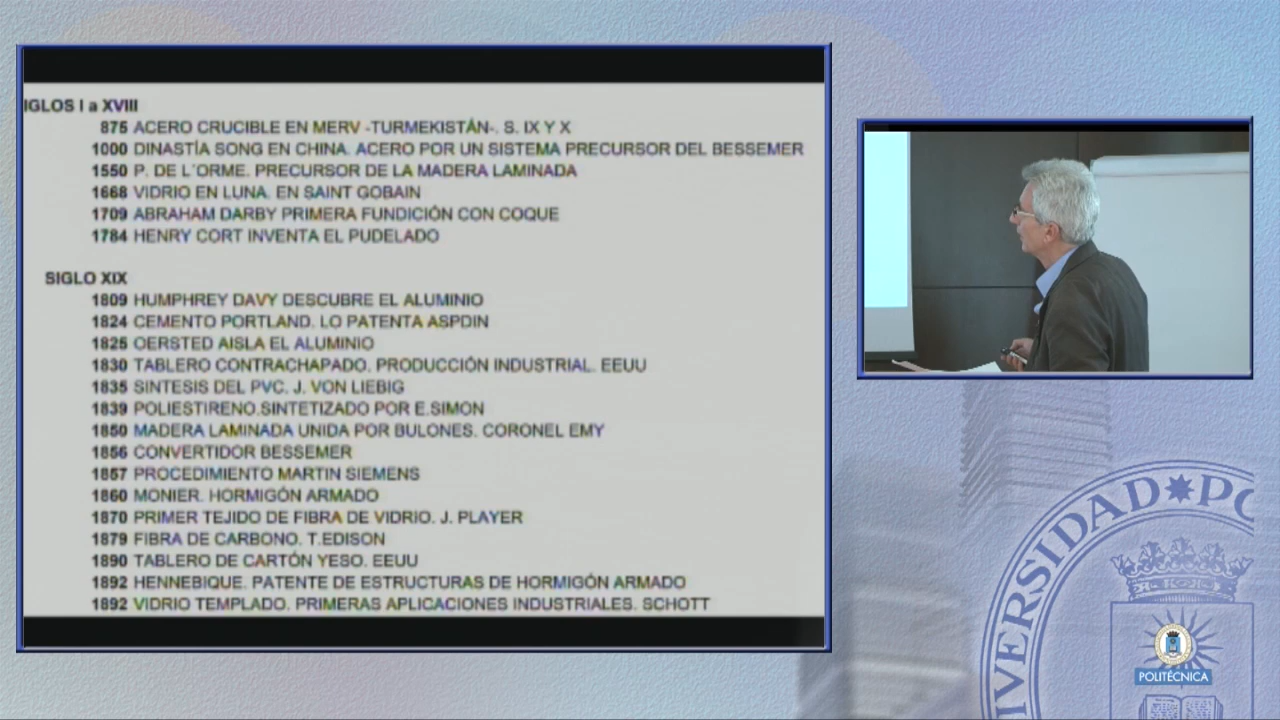 IGLOS I a XVIII
875 ACERO CRUCIBLE EN MERV -TURMEKISTÁN-. S. IX Y X
1000 DINASTÍA SONG EN CHINA. ACERO POR UN SISTEMA PRECURSOR DEL BESSEMER
1550 P. DE L´ORME. PRECURSOR DE LA MADERA LAMINADA
1668 VIDRIO EN LUNA. EN SAINT GOBAIN
1709 ABRAHAM DARBY PRIMERA FUNDICIÓN CON COQUE
1784 HENRY CORT INVENTA EL PUDELADO
SIGLO XIX
1809 HUMPHREY DAVY DESCUBRE EL ALUMINIO
1824 CEMENTO PORTLAND. LO PATENTA ASPDIN
1825 OERSTED AISLA EL ALUMINIO
1830 TABLERO CONTRACHAPADO. PRODUCCIÓN INDUSTRIAL. EEUU
1835 SINTESIS DEL PVC. J. VON LIEBIG
1839 POLIESTIRENO.SINTETIZADO POR E.SIMON
1850 MADERA LAMINADA UNIDA POR BULONES. CORONEL EMY
1856 CONVERTIDOR BESSEMER
1857 PROCEDIMIENTO MARTIN SIEMENS
1860 MONIER. HORMIGÓN ARMADO
1870 PRIMER TEJIDO DE FIBRA DE VIDRIO. J. PLAYER
1879 FIBRA DE CARBONO. T.EDISON
1890 TABLERO DE CARTÓN YESO. EEUU
1892 HENNEBIQUE. PATENTE DE ESTRUCTURAS DE HORMIGÓN ARMADO
1892 VIDRIO TEMPLADO. PRIMERAS APLICACIONES INDUSTRIALES. SCHOTT
IVERSIDAD PO
POLITÉCNICA